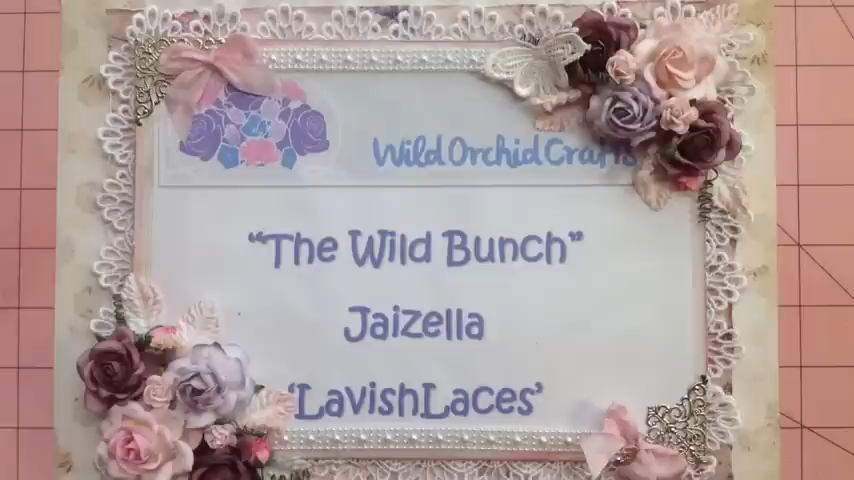 Wild Orchid Crafts
“The Wild Bunch”
Jaizella
‘LavishLaces’